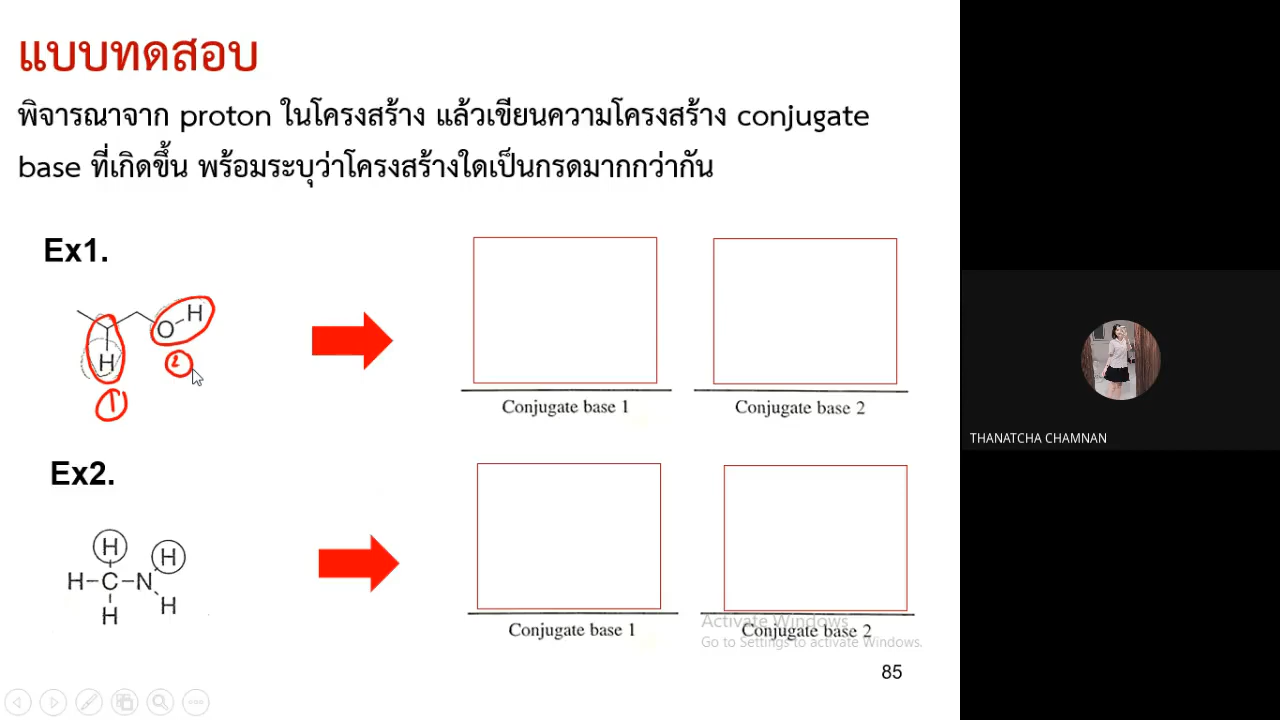 แบบทดสอบ
พิจารณาจาก proton ในโครงสร้าง แล้วเขียนความโครงสร้าง conjugate
base ที่เกิดขึ้น พร้อมระบุว่าโครงสร้างใดเป็นกรดมากกว่ากัน
Ex1.
H
O
H
2
1
Conjugate base 1
Conjugate base 2
THANATCHA CHAMNAN
Ex2.
H
H
H-C-N
H
H
Conjugate base 1
Conjugate base 2
Activate Windows
Go to Settings to activate Windows.
85